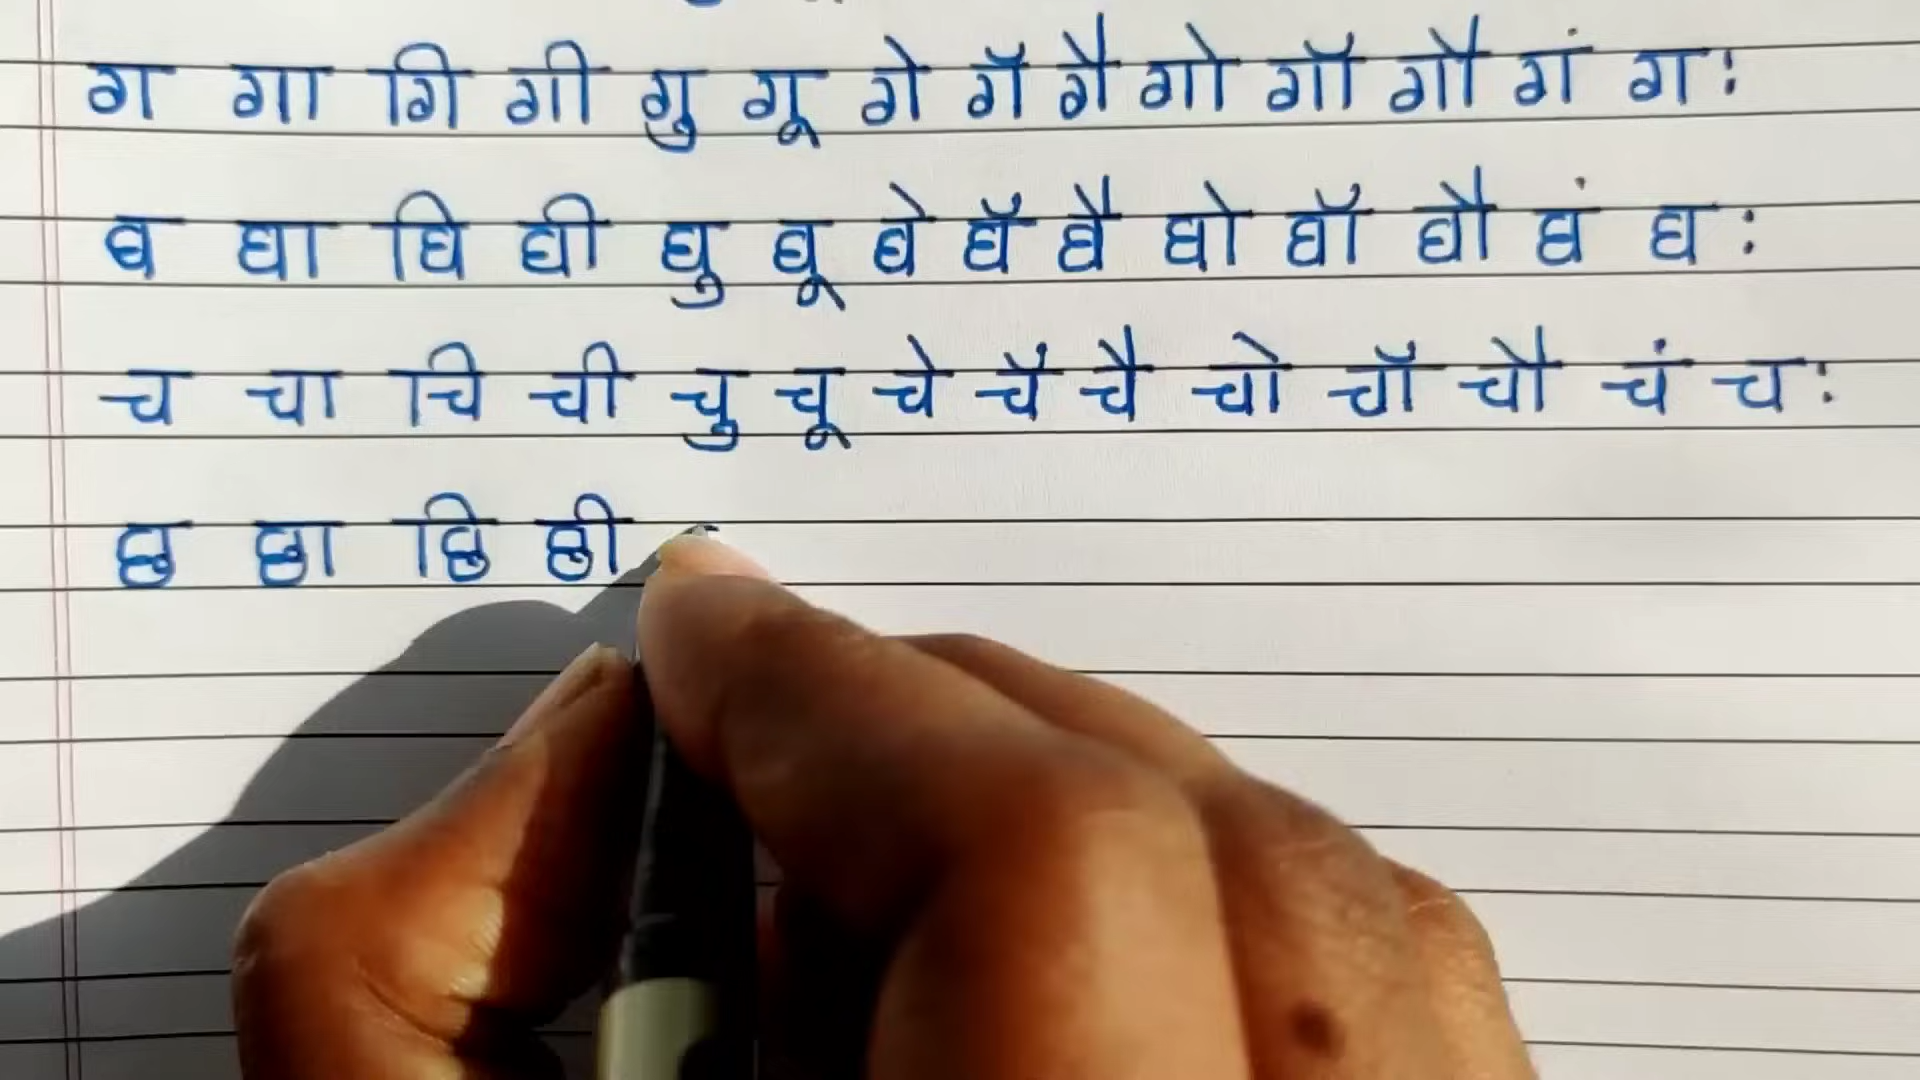 ग गा गि गी गु गू गे गॅ गै गो गॉ गौ गं गः
घ घा घि घी घु घू घे घॅ घै घो घॉ घौ घं घः
च चा चि ची चु चू चे चॅ चै चो चॉ चौ चं चः
छ छा छि छी